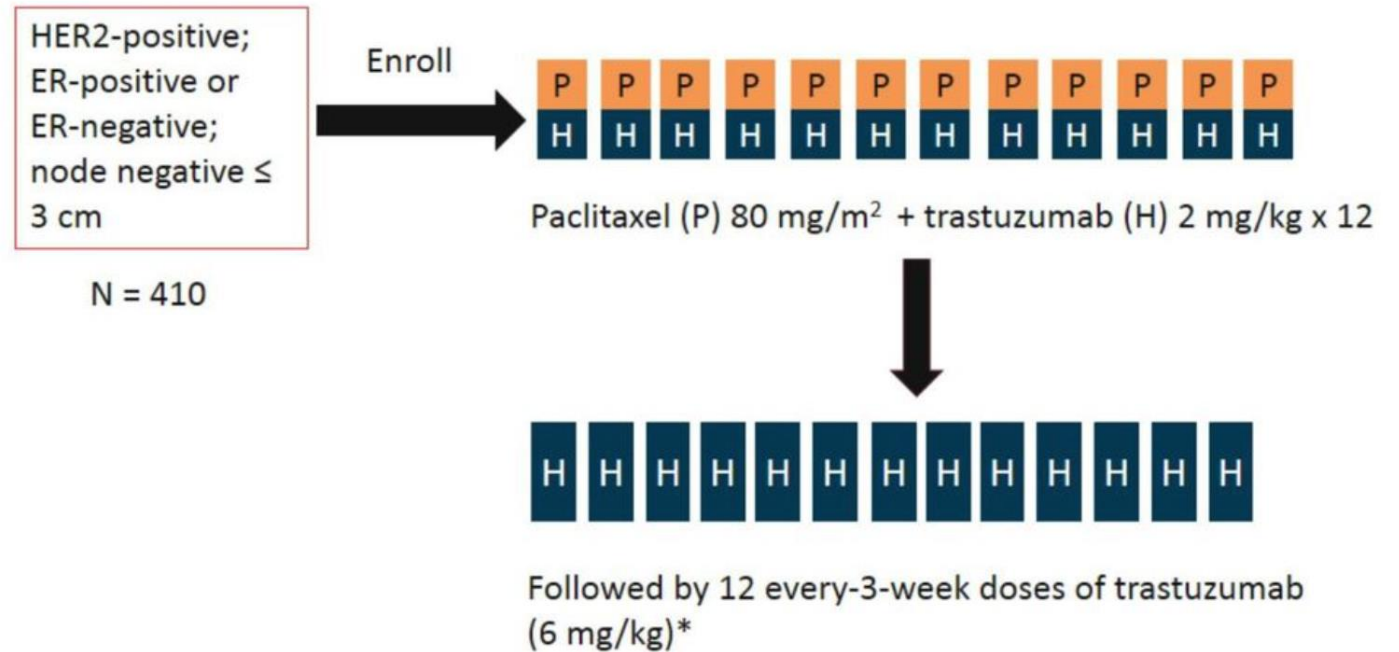 HER2-positive;
ER-positive or
ER-negative;
node negative ≤
3 cm
N = 410
Enroll
P P P P P P P P P P P P
H H H H H H H H H H H H
Paclitaxel (P) 80 mg/m² + trastuzumab (H) 2 mg/kg x 12
H H H H H H H H H H H H H
Followed by 12 every-3-week doses of trastuzumab
(6 mg/kg)*